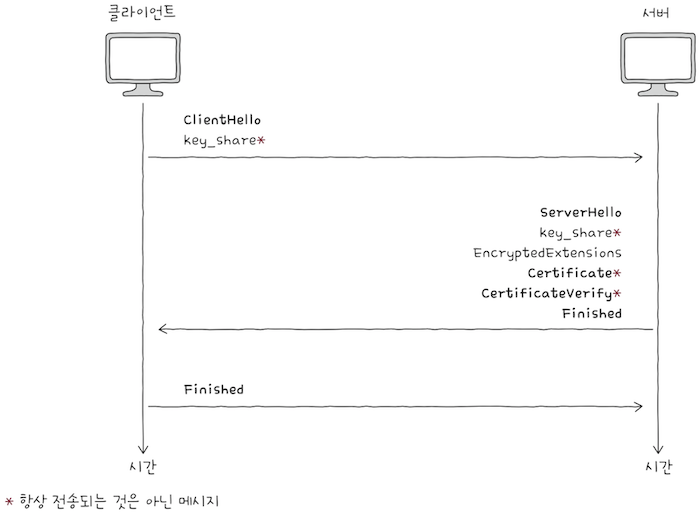 클라이언트
서버
ClientHello
key_share*
ServerHello
key_share*
EncryptedExtensions
Certificate*
CertificateVerify*
Finished
Finished
시간
시간
* 항상 전송되는 것은 아닌 메시지